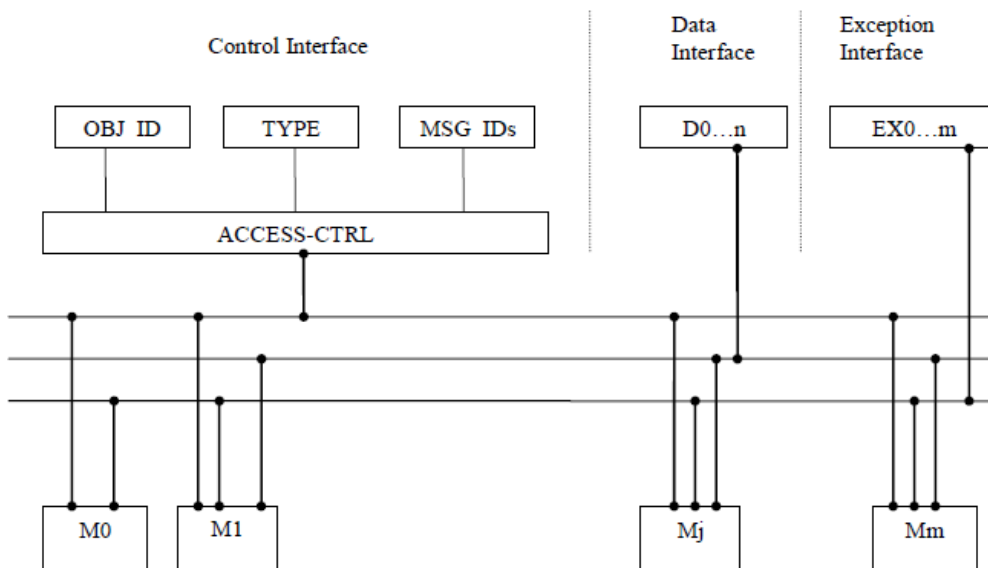 Control Interface
Data
Interface
Exception
Interface
OBJ ID
TYPE
MSG IDs
D0...n
EX0...m
ACCESS-CTRL
M0
M1
Mj
Mm